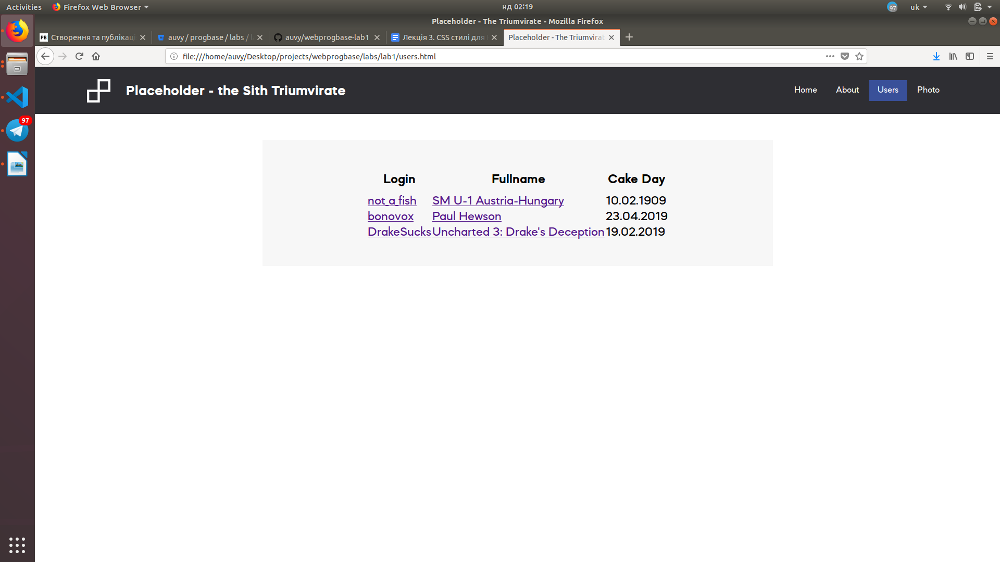 Activities Firefox Web Browser нд 02:19 97 uk
Placeholder - The Triumvirate - Mozilla Firefox
PB Створення та публікаці auvy / progbase / labs / l auvy/webprogbase-lab1 Лекція 3. CSS стилі для Placeholder - The Triumvirat
file:///home/auvy/Desktop/projects/webprogbase/labs/lab1/users.html
Placeholder - the Sith Triumvirate Home About Users Photo
97
Login Fullname Cake Day
not_a_fish SM U-1 Austria-Hungary 10.02.1909
bonovox Paul Hewson 23.04.2019
DrakeSucks Uncharted 3: Drake's Deception 19.02.2019